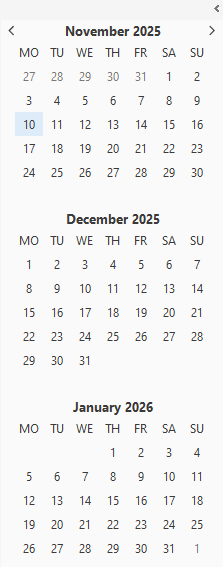 November 2025
MO TU WE TH FR SA SU
27 28 29 30 31 1 2
3 4 5 6 7 8 9
10 11 12 13 14 15 16
17 18 19 20 21 22 23
24 25 26 27 28 29 30
December 2025
MO TU WE TH FR SA SU
1 2 3 4 5 6 7
8 9 10 11 12 13 14
15 16 17 18 19 20 21
22 23 24 25 26 27 28
29 30 31
January 2026
MO TU WE TH FR SA SU
1 2 3 4
5 6 7 8 9 10 11
12 13 14 15 16 17 18
19 20 21 22 23 24 25
26 27 28 29 30 31 1